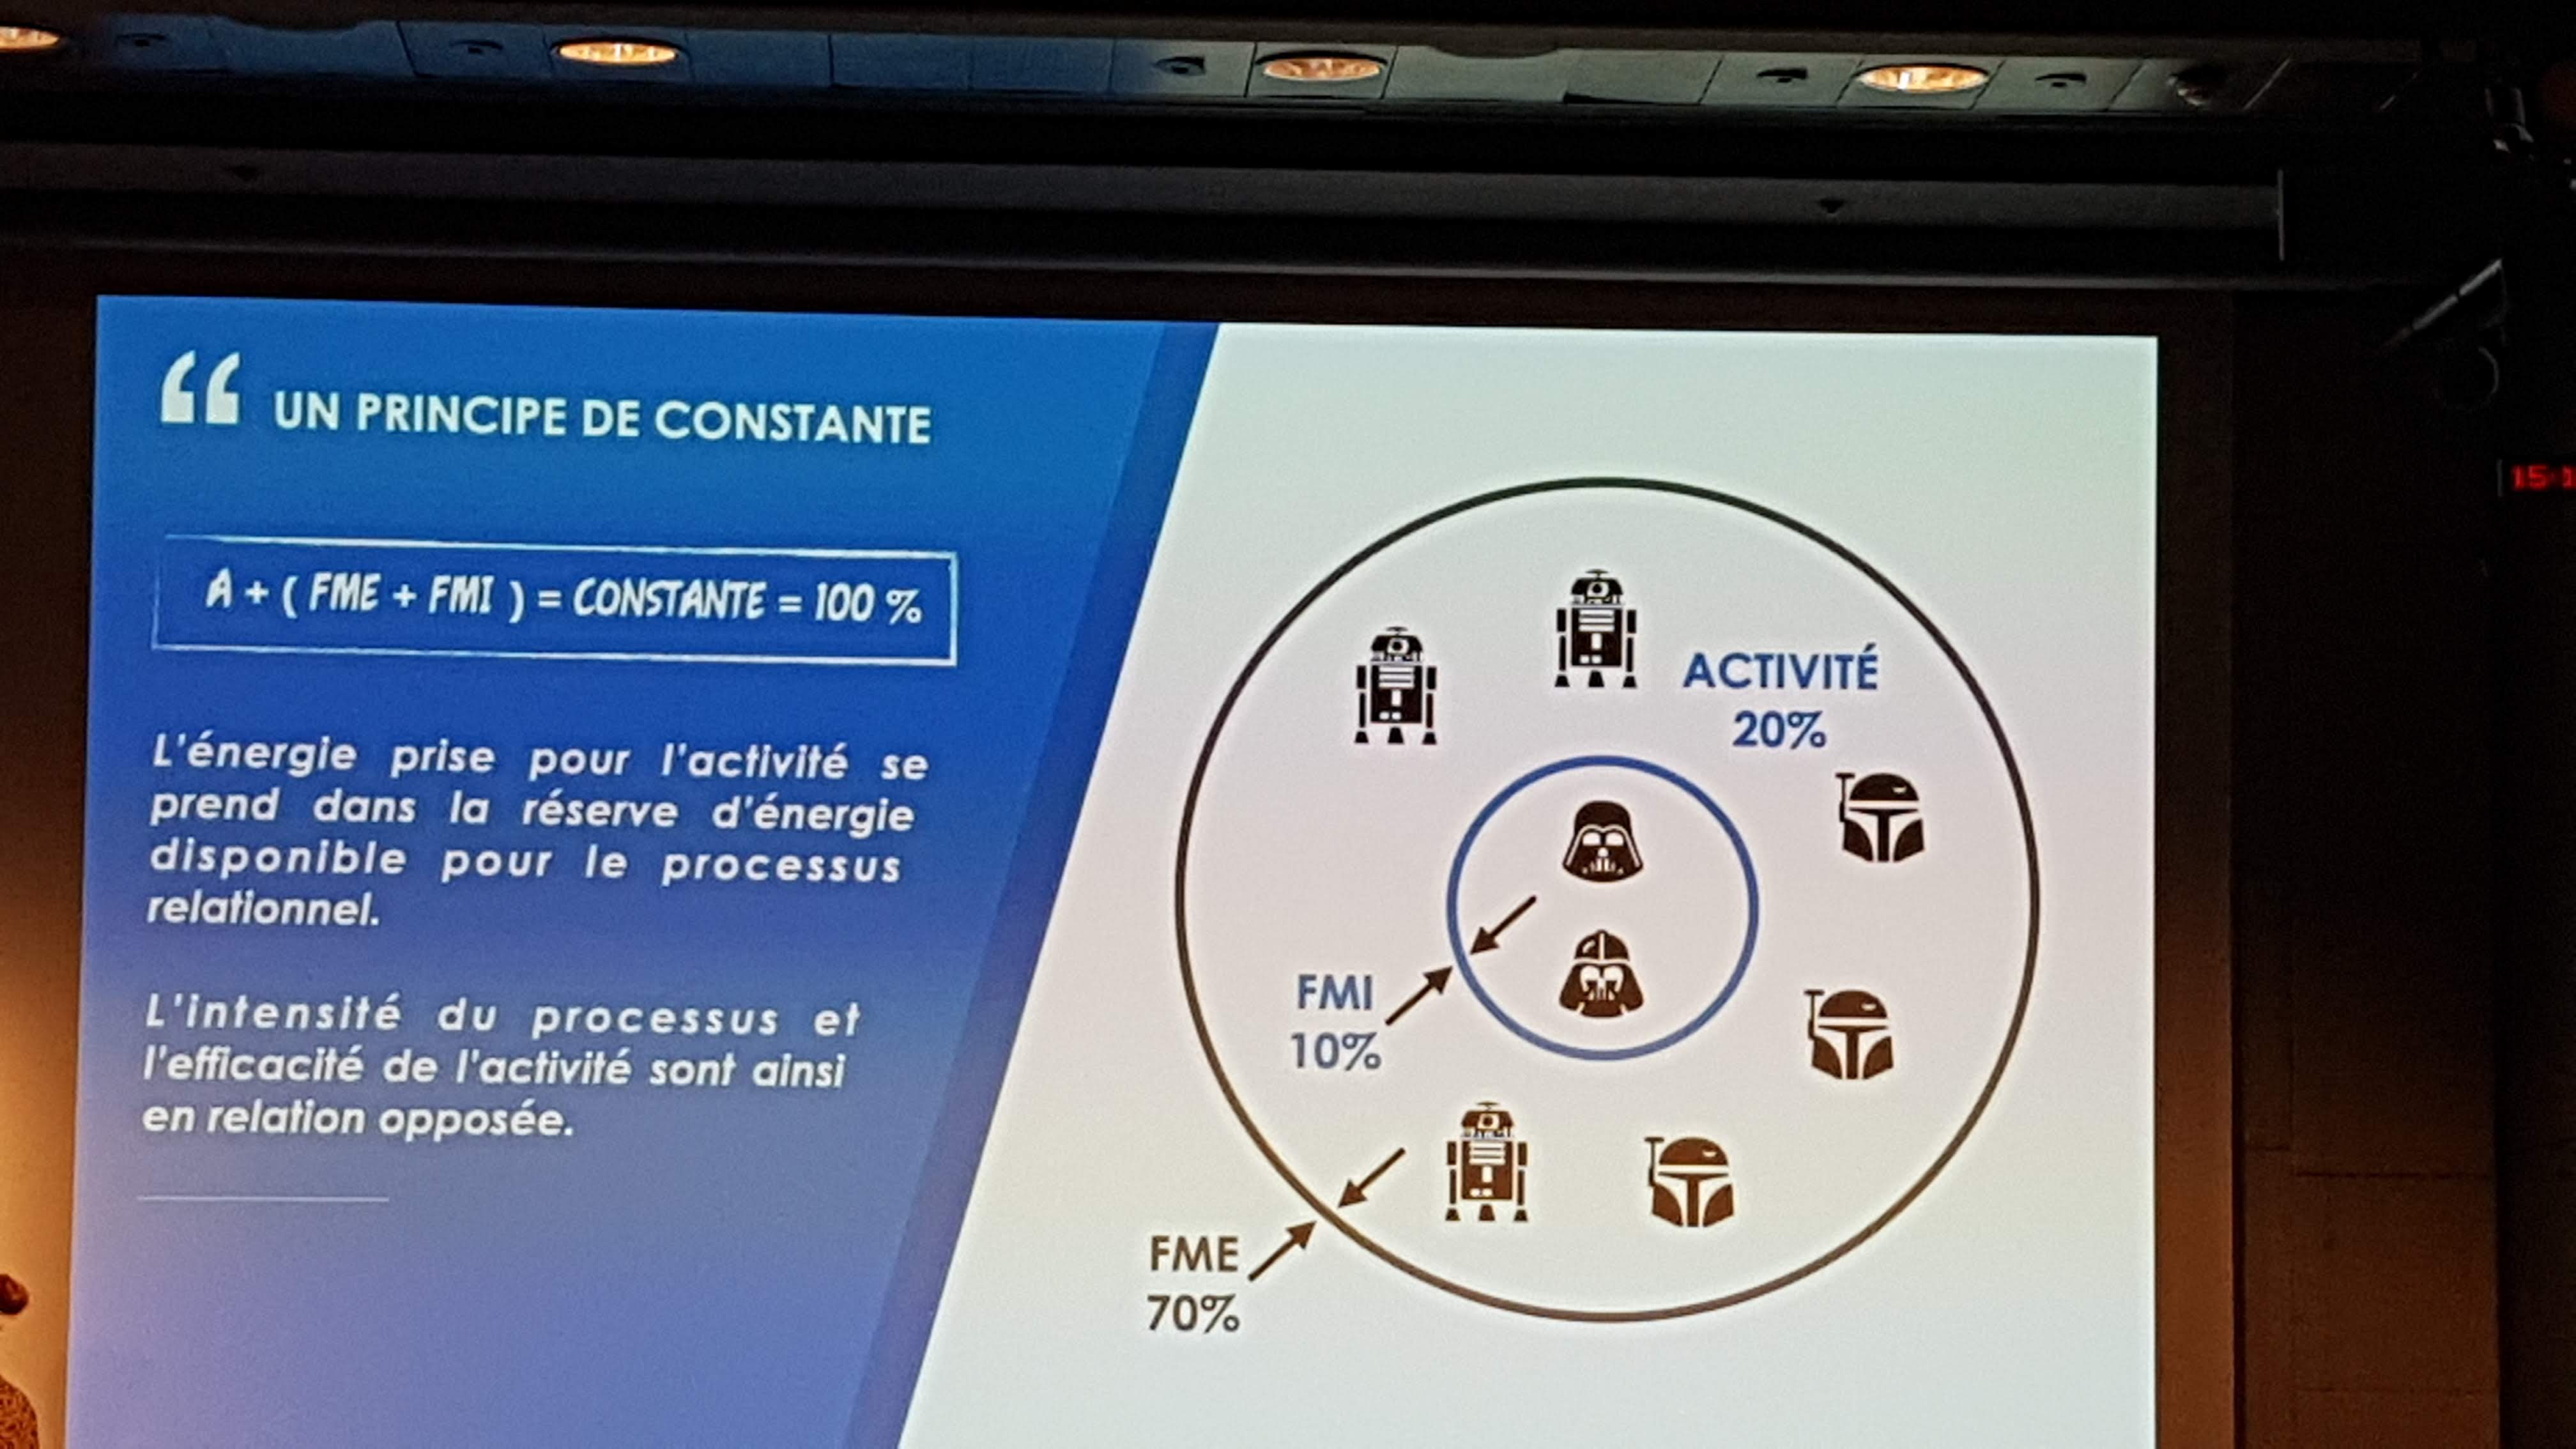 “ UN PRINCIPE DE CONSTANTE
A + ( FME + FMI ) = CONSTANTE = 100 %
L'énergie prise pour l'activité se
prend dans la réserve d'énergie
disponible pour le processus
relationnel.
L'intensité du processus et
l'efficacité de l'activité sont ainsi
en relation opposée.
ACTIVITÉ
20%
FMI
10%
FME
70%